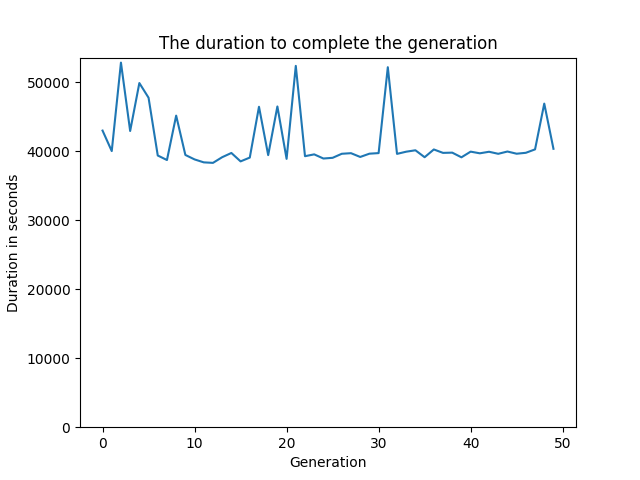 The duration to complete the generation
50000
40000
30000
20000
10000
0
Duration in seconds
0 10 20 30 40 50
Generation